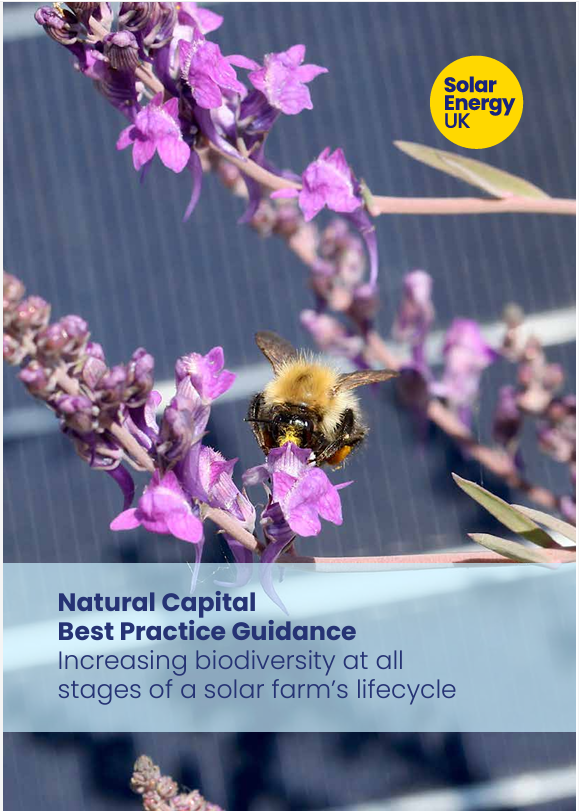 Solar
Energy
UK
Natural Capital
Best Practice Guidance
Increasing biodiversity at all
stages of a solar farm's lifecycle